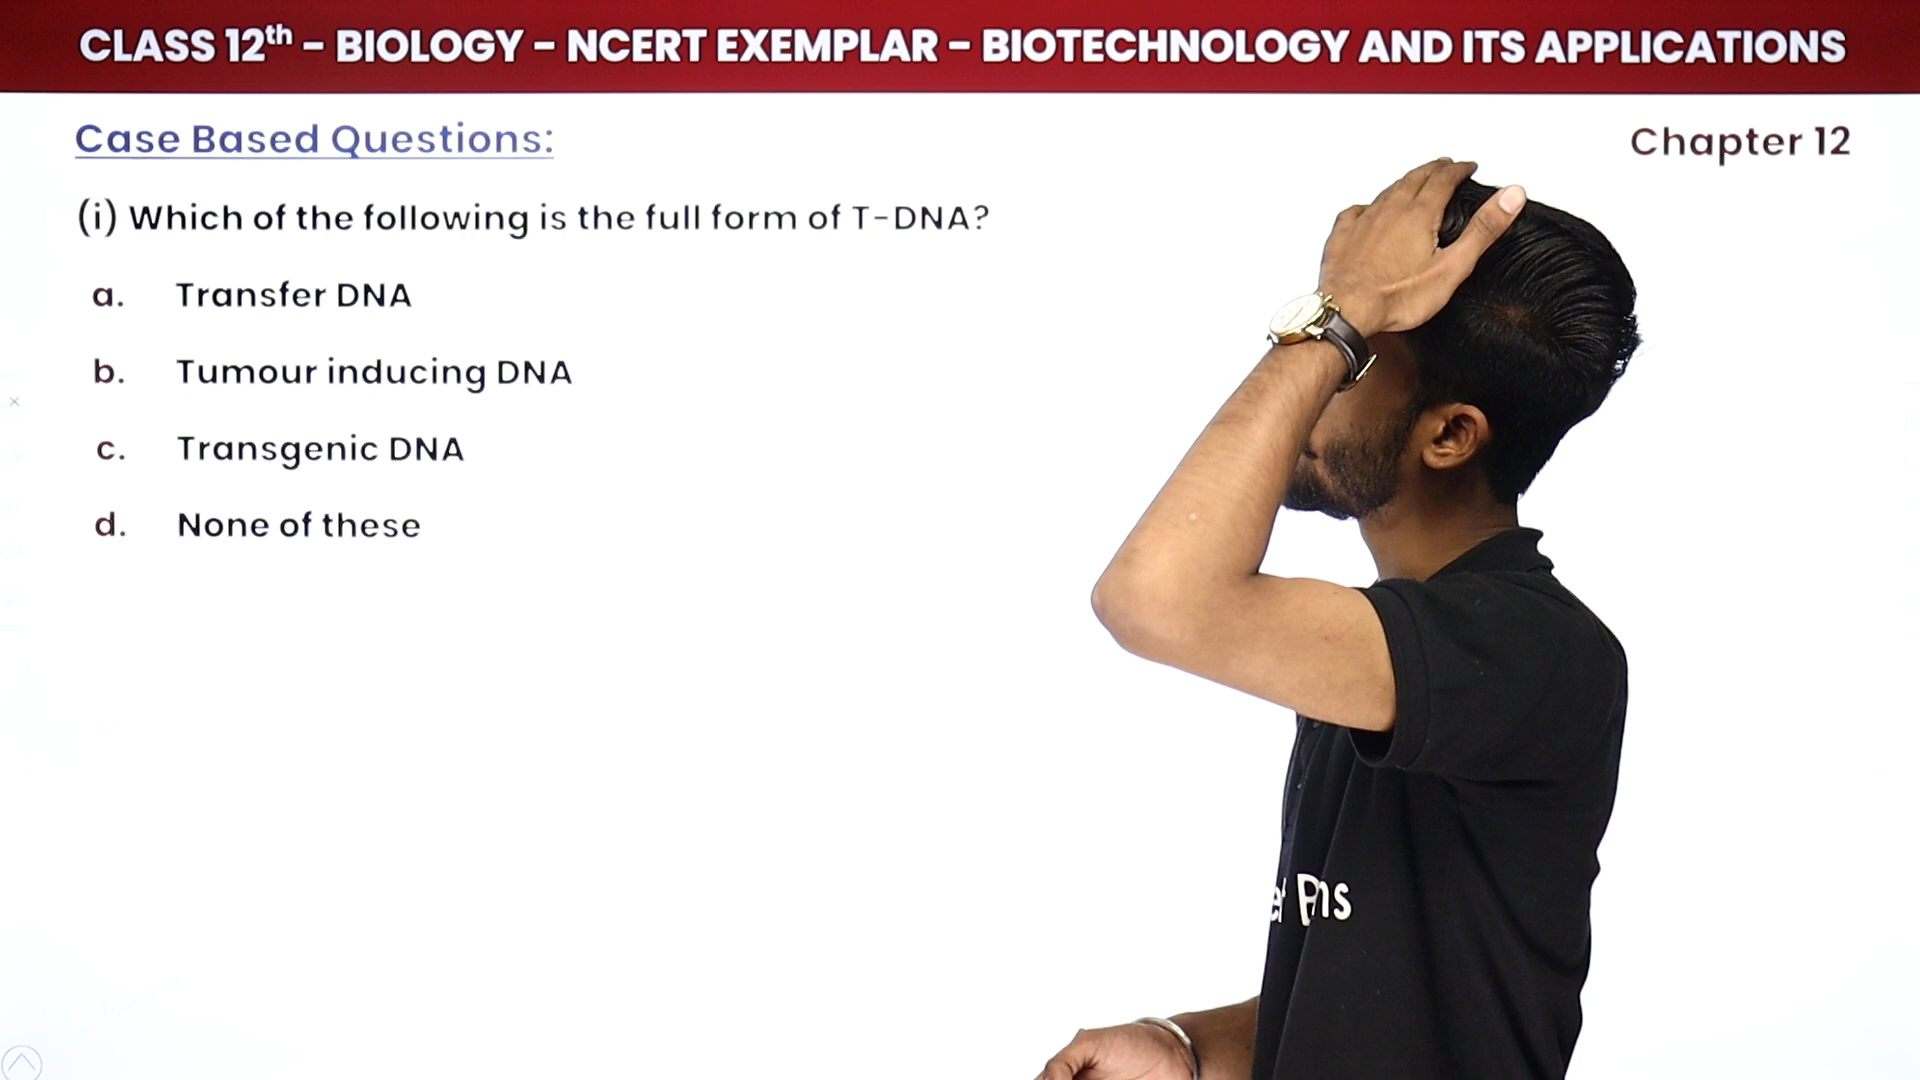 CLASS 12th – BIOLOGY – NCERT EXEMPLAR – BIOTECHNOLOGY AND ITS APPLICATIONS
Case Based Questions:
Chapter 12
(i) Which of the following is the full form of T-DNA?
a. Transfer DNA
b. Tumour inducing DNA
c. Transgenic DNA
d. None of these